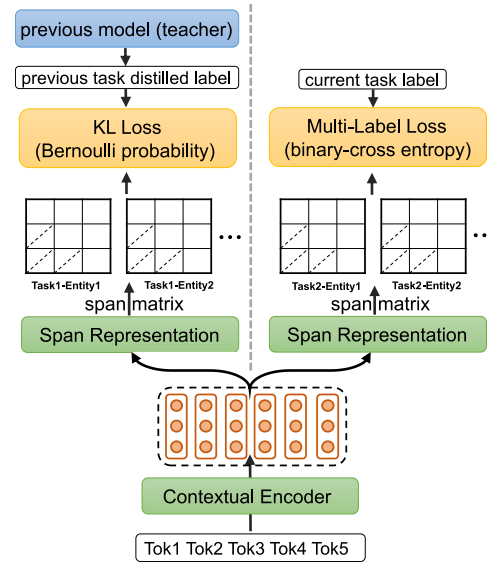 previous model (teacher)
previous task distilled label
KL Loss
(Bernoulli probability)
...
Task1-Entity1
Task1-Entity2
span matrix
Span Representation
current task label
Multi-Label Loss
(binary-cross entropy)
...
Task2-Entity1
Task2-Entity2
span matrix
Span Representation
Contextual Encoder
Tok1 Tok2 Tok3 Tok4 Tok5